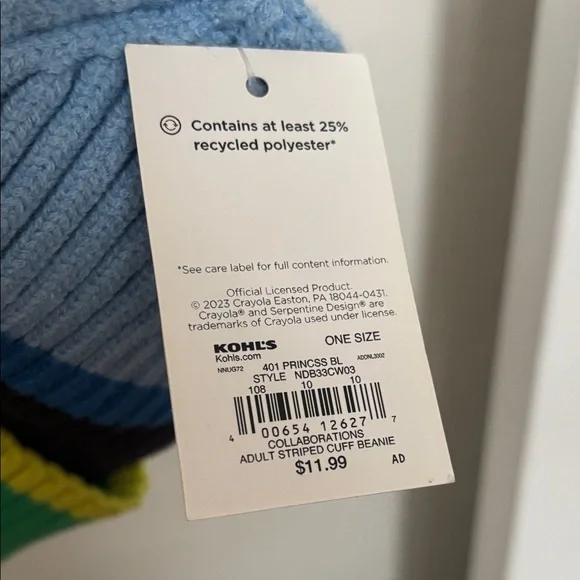 Contains at least 25%
recycled polyester*
*See care label for full content information.
Official Licensed Product.
© 2023 Crayola Easton, PA 18044-0431.
Crayola® and Serpentine Design® are
trademarks of Crayola used under license.
KOHL'S ONE SIZE
Kohls.com
NNUG72 401 PRINCSS BL ADONL3002
STYLE NDB33CW03
108 10 10
4 00654 12627 7
COLLABORATIONS
ADULT STRIPED CUFF BEANIE
$11.99 AD